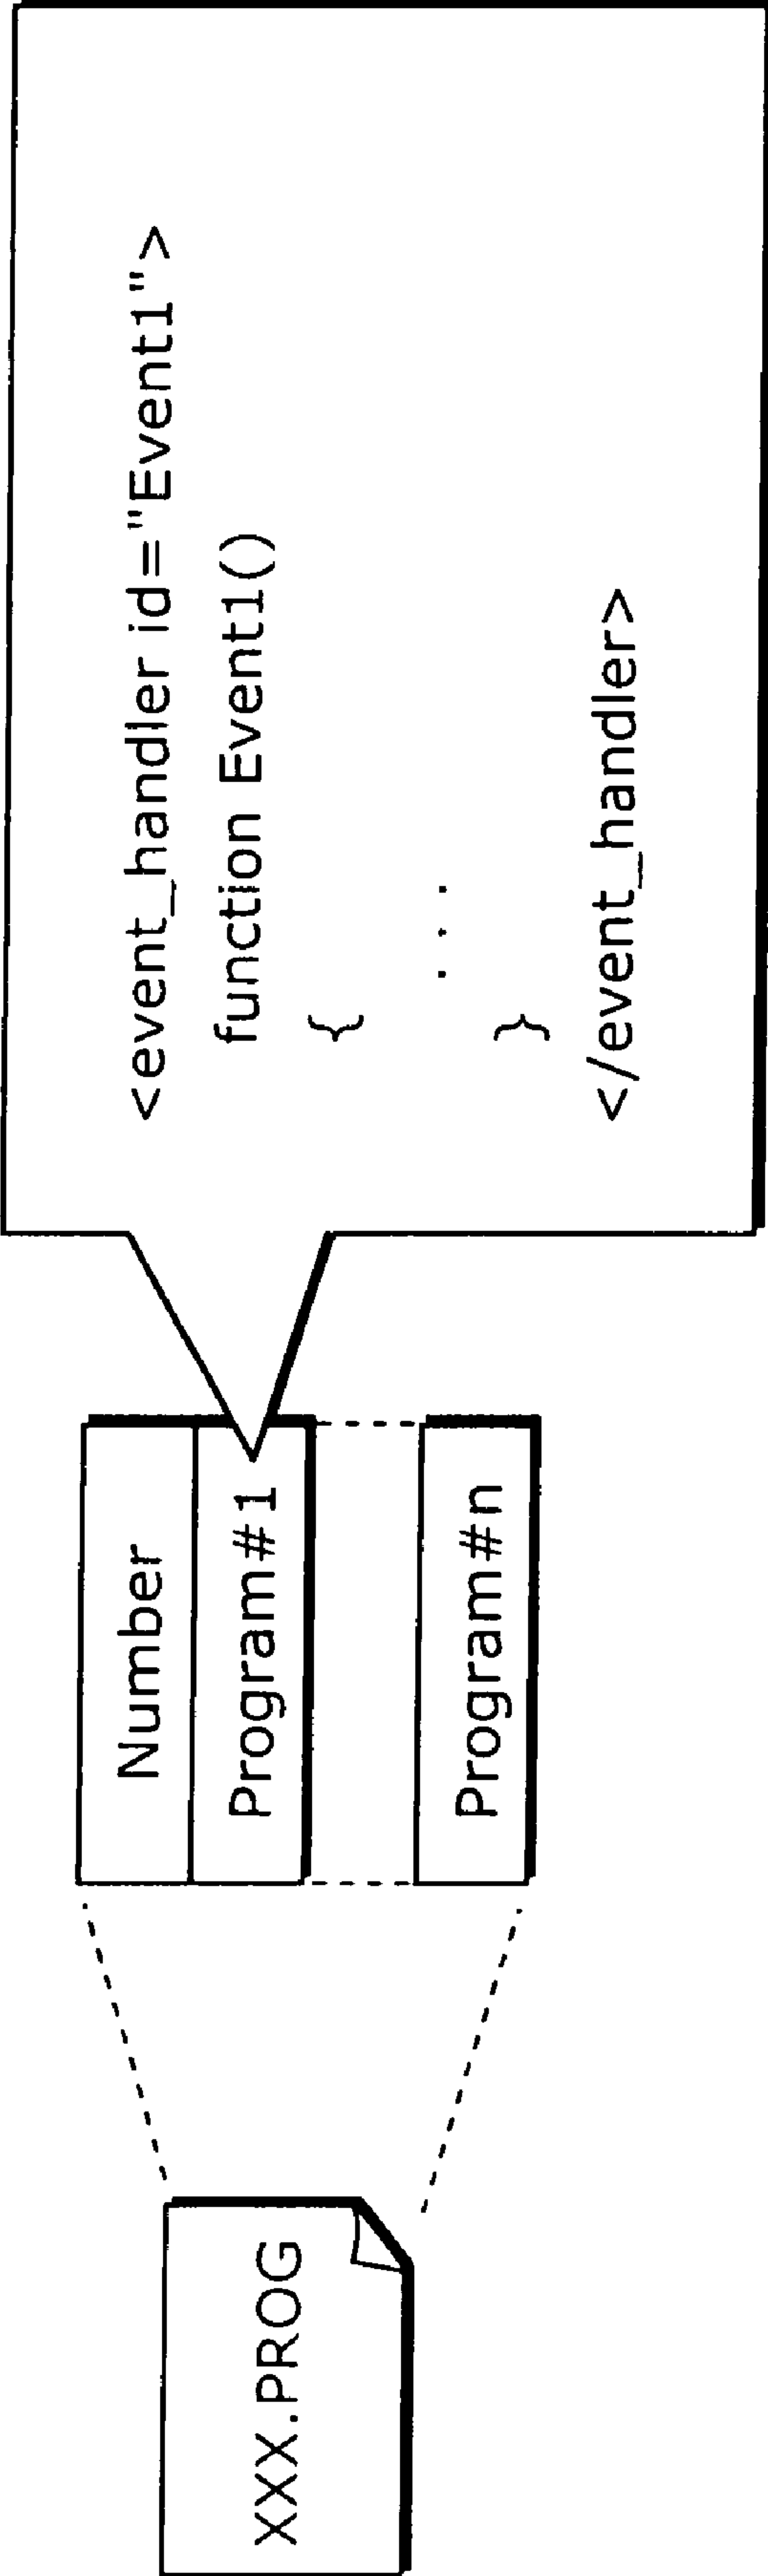 XXX.PROG
Number
Program#1
Program#n
<event_handler id="Event1">
function Event1()
{
. . .
}
</event_handler>